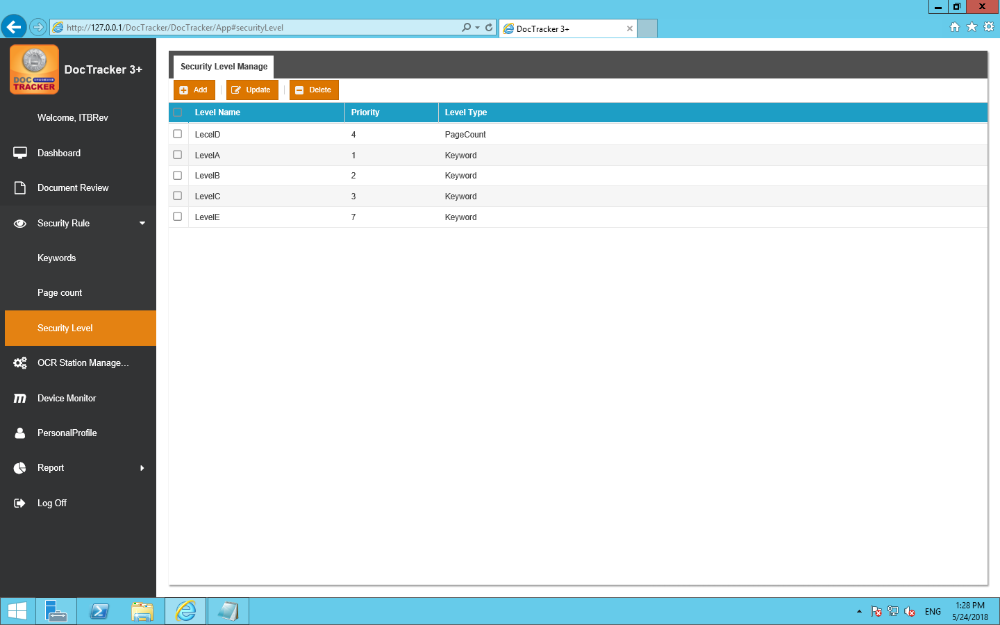 http://127.0.0.1/DocTracker/DocTracker/App#securityLevel
DocTracker 3+
DOC
TRACKER
DocTracker 3+
Welcome, ITBRev
Dashboard
Document Review
Security Rule
Keywords
Page count
Security Level
OCR Station Manage...
Device Monitor
PersonalProfile
Report
Log Off
Security Level Manage
Add
Update
Delete
Level Name Priority Level Type
LecelD 4 PageCount
LevelA 1 Keyword
LevelB 2 Keyword
LevelC 3 Keyword
LevelE 7 Keyword
ENG
1:28 PM
5/24/2018